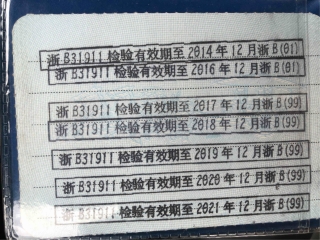 浙 B31911 检验有效期至 2014 年 12 月浙 B(01)
浙 B31911 检验有效期至 2016 年 12 月浙 B(01)
浙 B31911 检验有效期至 2017 年 12 月浙 B(99)
浙 B31911 检验有效期至 2018 年 12 月浙 B(99)
浙 B31911 检验有效期至 2019 年 12 月浙 B(99)
浙 B31911 检验有效期至 2020 年 12 月浙 B(99)
浙 B31911 检验有效期至 2021 年 12 月浙 B(99)